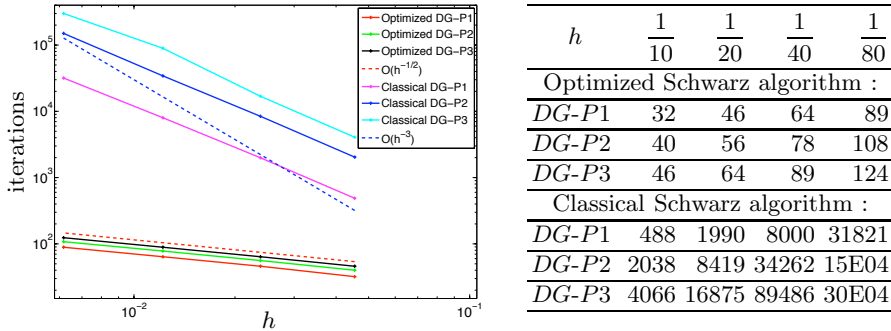 Optimized DG-P1
Optimized DG-P2
Optimized DG-P3
O(h^{-1/2})
Classical DG-P1
Classical DG-P2
Classical DG-P3
O(h^{-3})
10^5
10^4
10^3
10^2
10^{-2}
10^{-1}
iterations
h
h 1/10 1/20 1/40 1/80
Optimized Schwarz algorithm :
DG-P1 32 46 64 89
DG-P2 40 56 78 108
DG-P3 46 64 89 124
Classical Schwarz algorithm :
DG-P1 488 1990 8000 31821
DG-P2 2038 8419 34262 15E04
DG-P3 4066 16875 89486 30E04